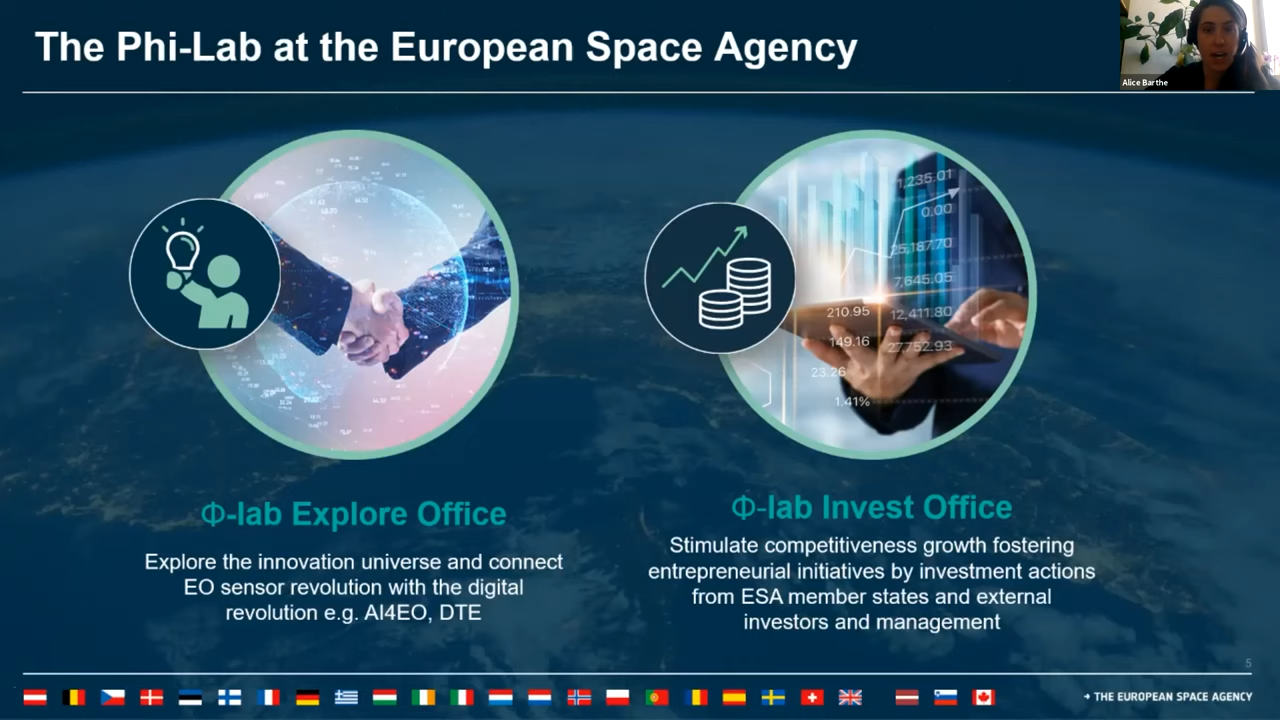 The Phi-Lab at the European Space Agency
Alice Barthe
1,235.01
0.00
25,187.70
7,645.05
210.95
12,411.80
149.16
27752.93
23.26
1.41%
Φ-lab Explore Office
Explore the innovation universe and connect
EO sensor revolution with the digital
revolution e.g. AI4EO, DTE
Φ-lab Invest Office
Stimulate competitiveness growth fostering
entrepreneurial initiatives by investment actions
from ESA member states and external
investors and management
5
→ THE EUROPEAN SPACE AGENCY